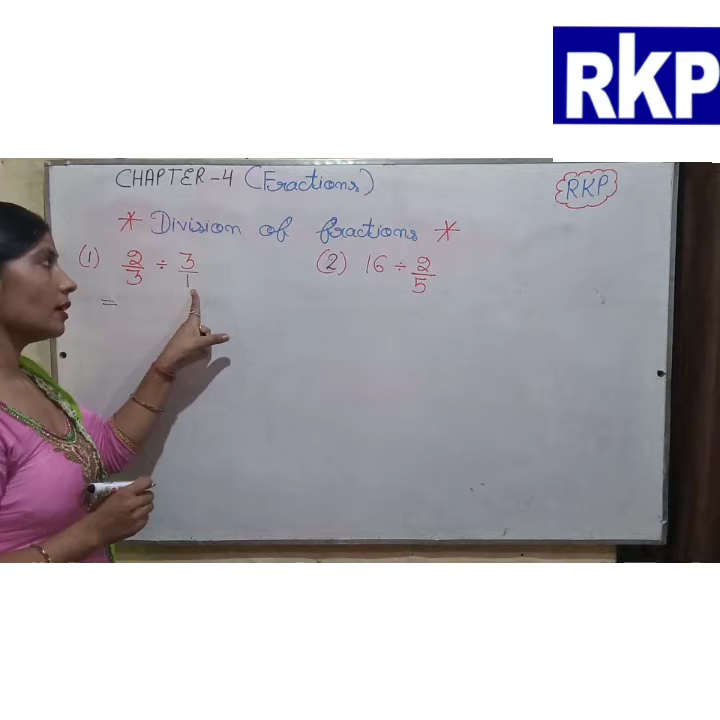 RKP
CHAPTER-4 (Fractions)
RKP
* Division of fractions *
(1) 2/3 ÷ 3/1
(2) 16 ÷ 2/5
=